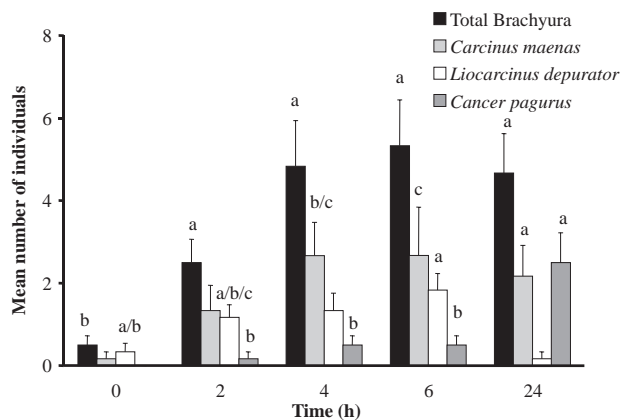 Total Brachyura
Carcinus maenas
Liocarcinus depurator
Cancer pagurus
Mean number of individuals
8
6
4
2
0
b
a/b
a
a/b/c
b
a
b/c
b
a
c
a
b
a
a
a
0
2
4
6
24
Time (h)